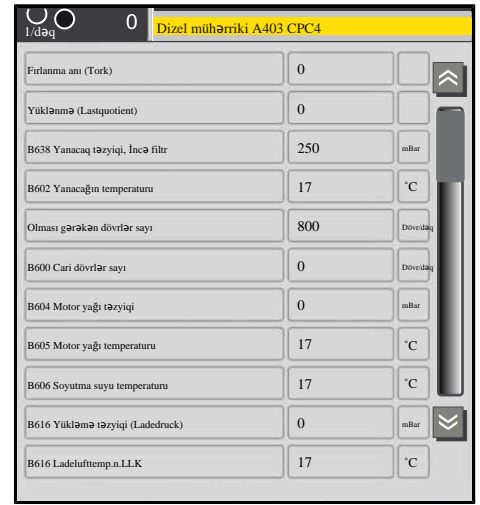 0
1/dəq
Dizel mühərriki A403 CPC4
Fırlanma anı (Tork) 0
Yüklənmə (Lastquotient) 0
B638 Yanacaq təzyiqi, İncə filtr 250 mBar
B602 Yanacağın temperaturu 17 °C
Olması gərəkən dövrlər sayı 800 Dövr/dəq
B600 Cari dövrlər sayı 0 Dövr/dəq
B604 Motor yağı təzyiqi 0 mBar
B605 Motor yağı temperaturu 17 °C
B606 Soyutma suyu temperaturu 17 °C
B616 Yükləmə təzyiqi (Ladedruck) 0 mBar
B616 Ladelufttemp.n.LLK 17 °C